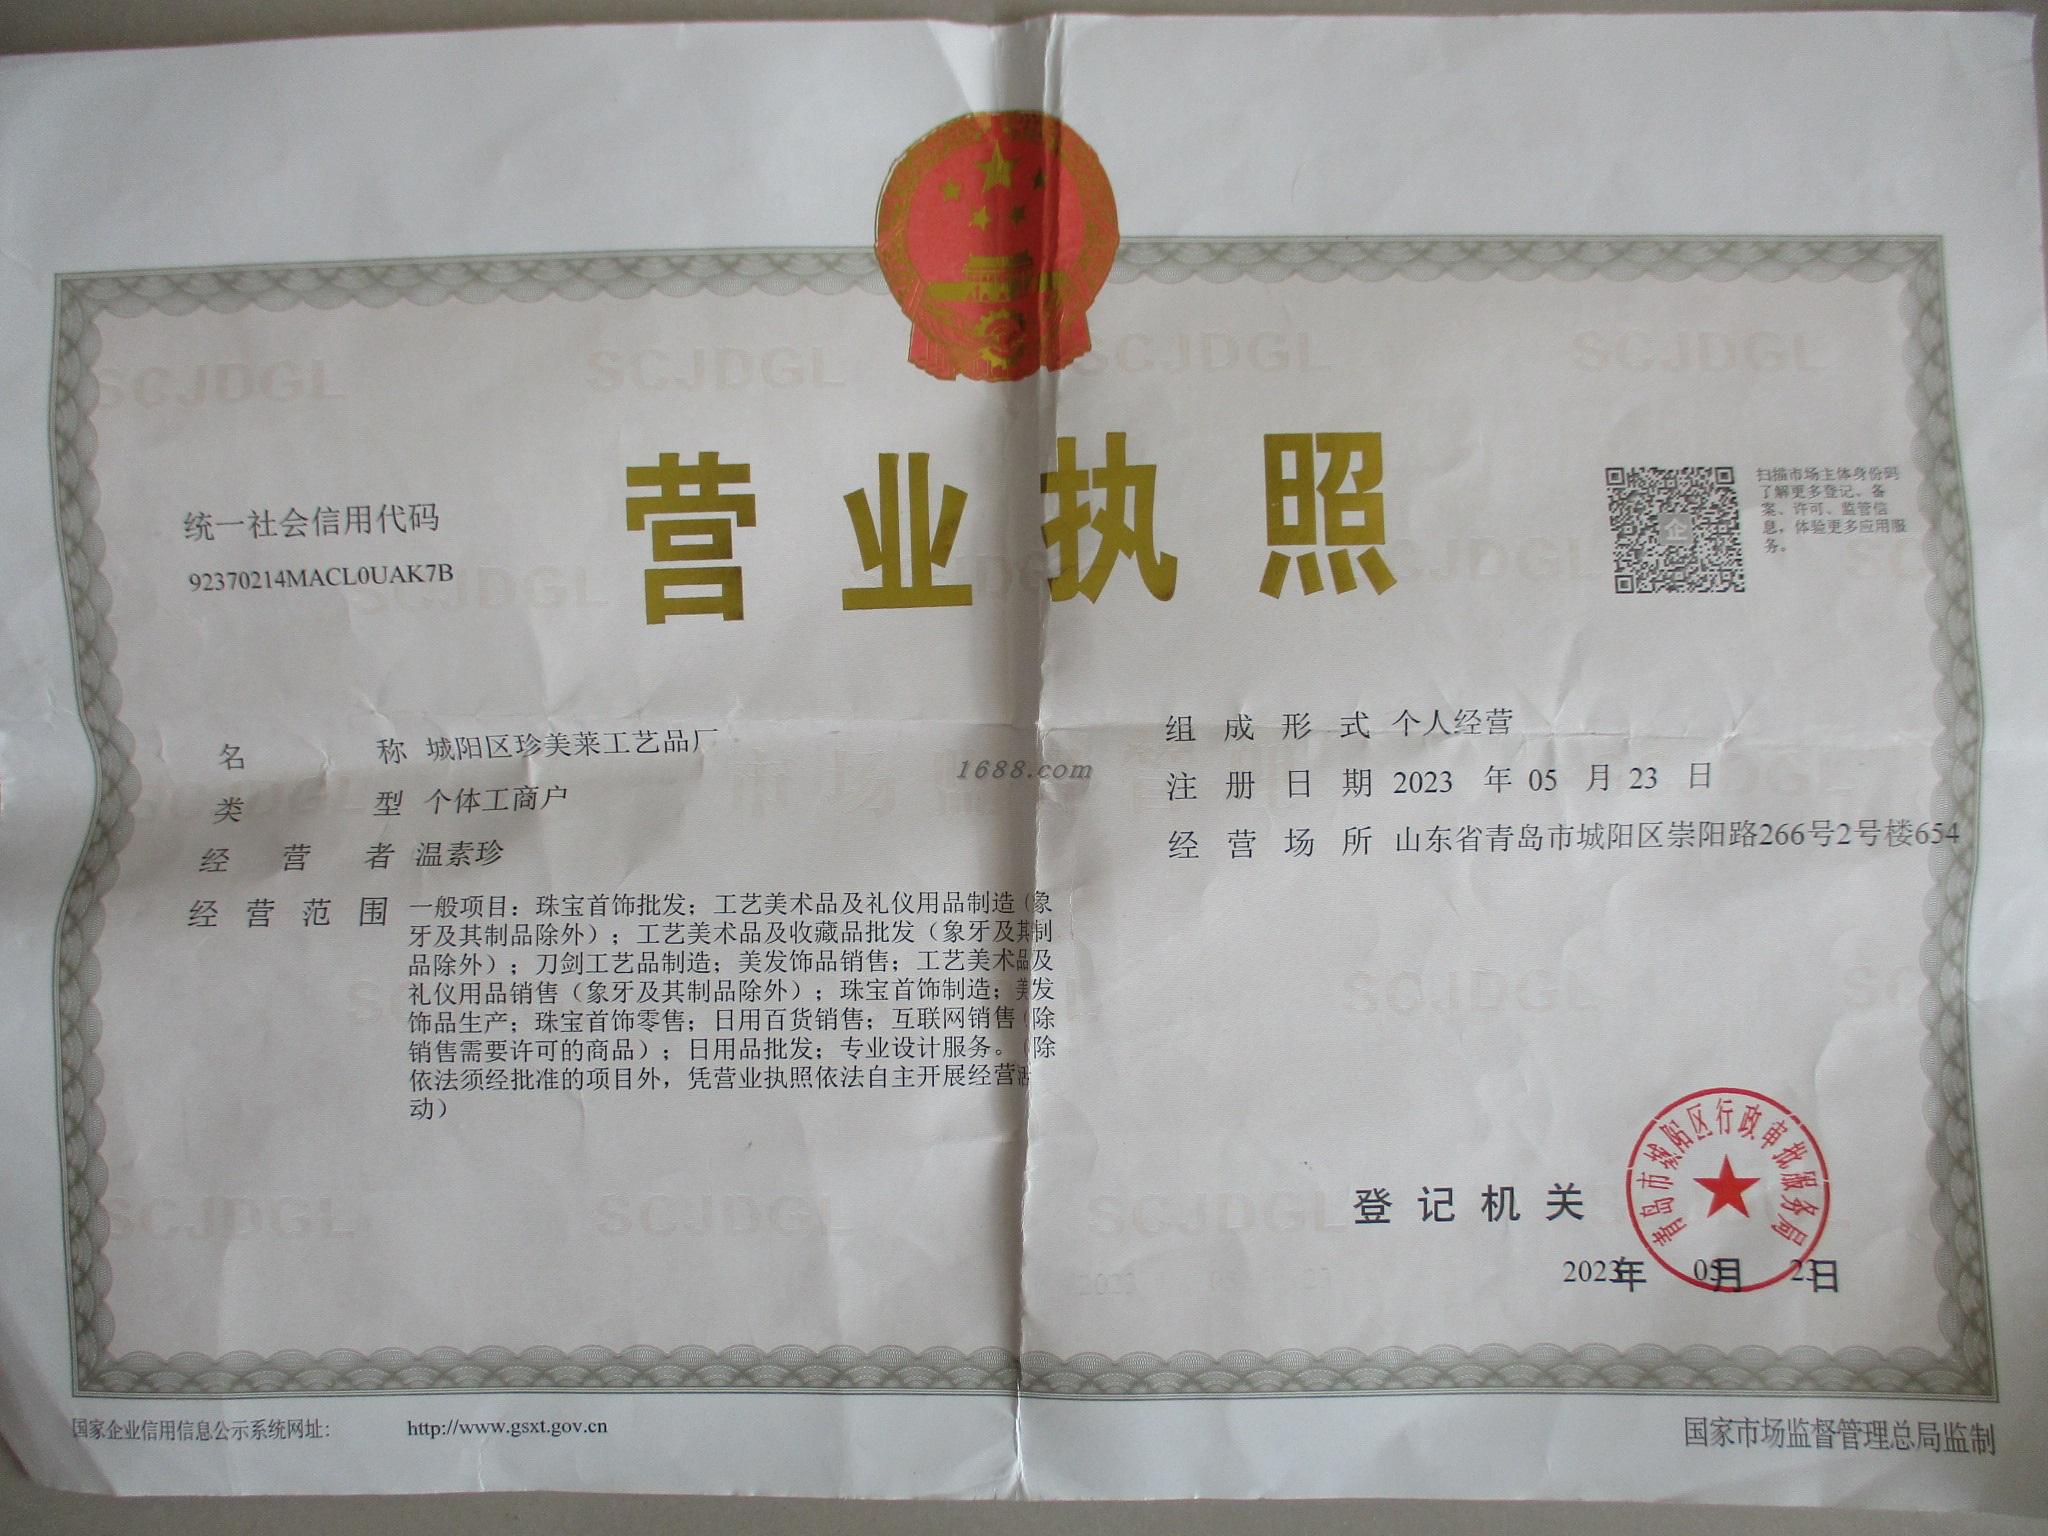 SCJDGL SCJDGL SCJDGL SCJDGL
营业执照
统一社会信用代码
92370214MACL0UAK7B
扫描市场主体身份码
了解更多登记、备
案、许可、监管信
息，体验更多应用服
务。
企
名称 城阳区珍美莱工艺品厂
类型 个体工商户
经营者 温素珍
经营范围 一般项目：珠宝首饰批发；工艺美术品及礼仪用品制造（象
牙及其制品除外）；工艺美术品及收藏品批发（象牙及其制
品除外）；刀剑工艺品制造；美发饰品销售；工艺美术品及
礼仪用品销售（象牙及其制品除外）；珠宝首饰制造；美发
饰品生产；珠宝首饰零售；日用百货销售；互联网销售（除
销售需要许可的商品）；日用品批发；专业设计服务。（除
依法须经批准的项目外，凭营业执照依法自主开展经营活
动）
1688.com
组成形式 个人经营
注册日期 2023 年 05 月 23 日
经营场所 山东省青岛市城阳区崇阳路266号2号楼654
SCJDGL
SCJDGL SCJDGL SCJDGL
登记机关
青岛市城阳区行政审批服务局
2023年 05月 23日
国家企业信用信息公示系统网址： http://www.gsxt.gov.cn
国家市场监督管理总局监制